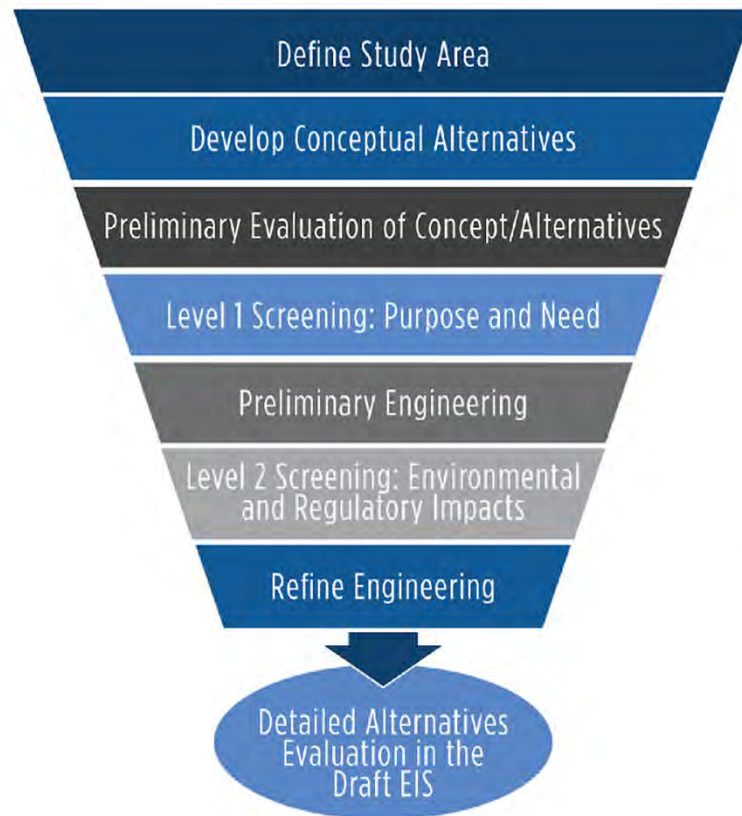 Define Study Area
Develop Conceptual Alternatives
Preliminary Evaluation of Concept/Alternatives
Level 1 Screening: Purpose and Need
Preliminary Engineering
Level 2 Screening: Environmental
and Regulatory Impacts
Refine Engineering
Detailed Alternatives
Evaluation in the
Draft EIS